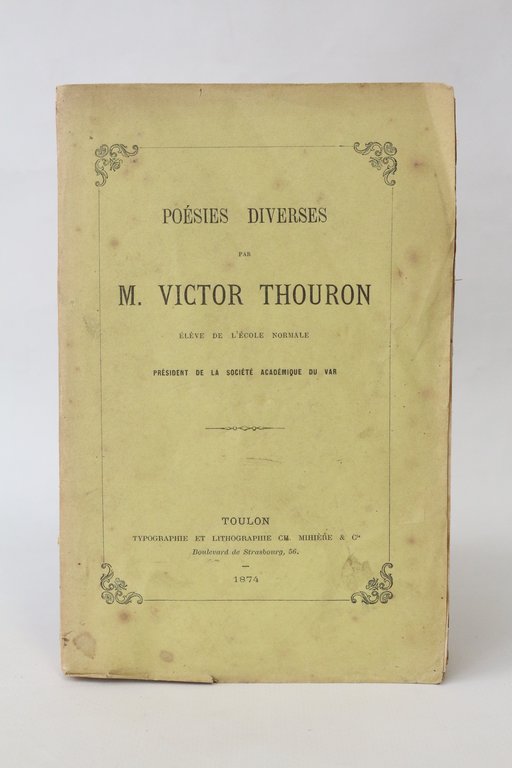 POÉSIES DIVERSES
PAR
M. VICTOR THOURON
ÉLÈVE DE L'ÉCOLE NORMALE
PRÉSIDENT DE LA SOCIÉTÉ ACADÉMIQUE DU VAR
TOULON
TYPOGRAPHIE ET LITHOGRAPHIE CH. MIHIÈRE & Cie
Boulevard de Strasbourg, 56.
1874